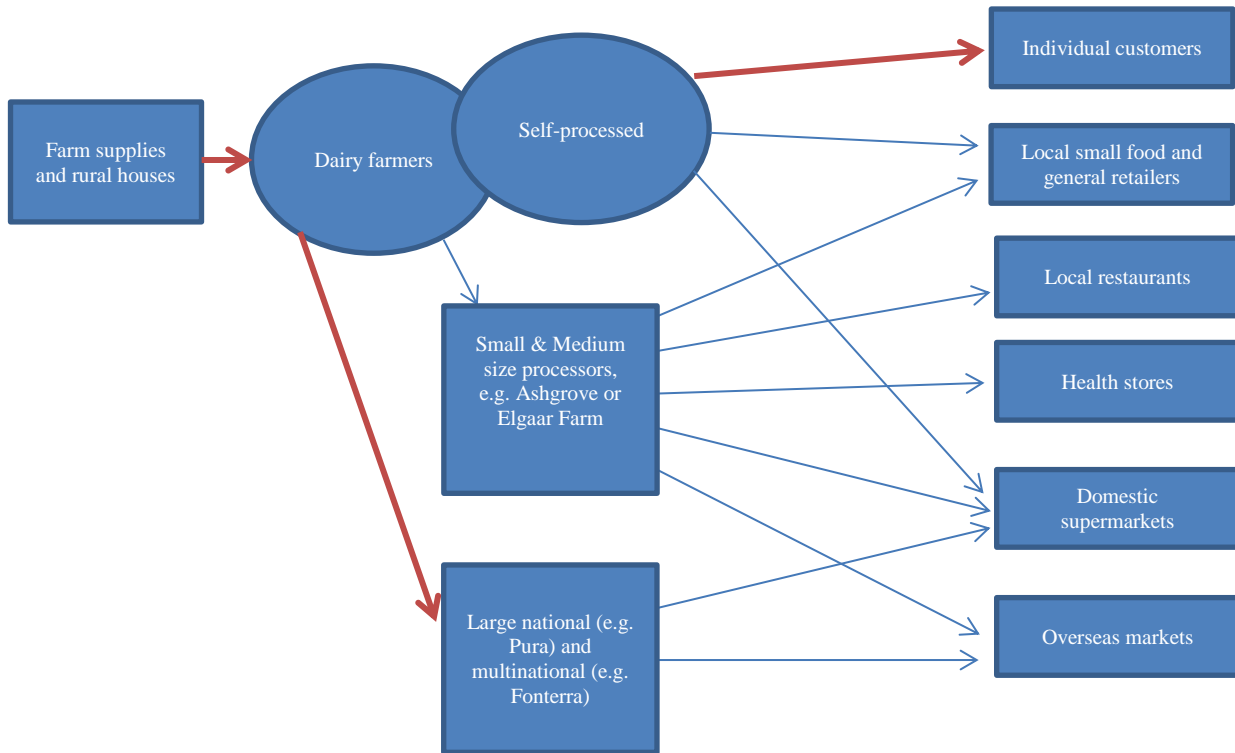 Farm supplies
and rural houses
Dairy farmers
Self-processed
Small & Medium
size processors,
e.g. Ashgrove or
Elgaar Farm
Large national (e.g.
Pura) and
multinational (e.g.
Fonterra)
Individual customers
Local small food and
general retailers
Local restaurants
Health stores
Domestic
supermarkets
Overseas markets